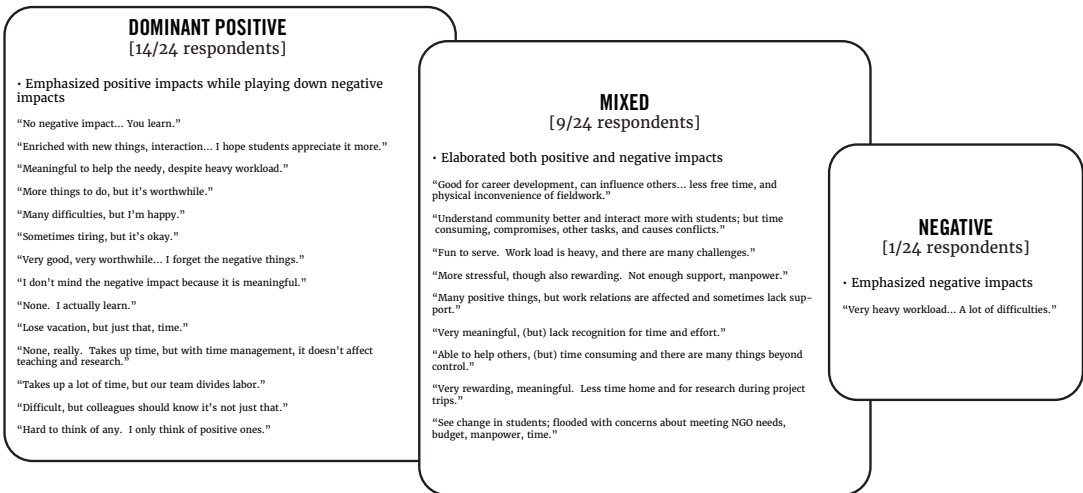 DOMINANT POSITIVE
[14/24 respondents]
• Emphasized positive impacts while playing down negative
impacts
“No negative impact... You learn.”
“Enriched with new things, interaction... I hope students appreciate it more.”
“Meaningful to help the needy, despite heavy workload.”
“More things to do, but it’s worthwhile.”
“Many difficulties, but I’m happy.”
“Sometimes tiring, but it’s okay.”
“Very good, very worthwhile... I forget the negative things.”
“I don’t mind the negative impact because it is meaningful.”
“None. I actually learn.”
“Lose vacation, but just that, time.”
“None, really. Takes up time, but with time management, it doesn’t affect
teaching and research.”
“Takes up a lot of time, but our team divides labor.”
“Difficult, but colleagues should know it’s not just that.”
“Hard to think of any. I only think of positive ones.”
MIXED
[9/24 respondents]
• Elaborated both positive and negative impacts
“Good for career development, can influence others... less free time, and
physical inconvenience of fieldwork.”
“Understand community better and interact more with students; but time
consuming, compromises, other tasks, and causes conflicts.”
“Fun to serve. Work load is heavy, and there are many challenges.”
“More stressful, though also rewarding. Not enough support, manpower.”
“Many positive things, but work relations are affected and sometimes lack sup-
port.”
“Very meaningful, (but) lack recognition for time and effort.”
“Able to help others, (but) time consuming and there are many things beyond
control.”
“Very rewarding, meaningful. Less time home and for research during project
trips.”
“See change in students; flooded with concerns about meeting NGO needs,
budget, manpower, time.”
NEGATIVE
[1/24 respondents]
• Emphasized negative impacts
“Very heavy workload... A lot of difficulties.”